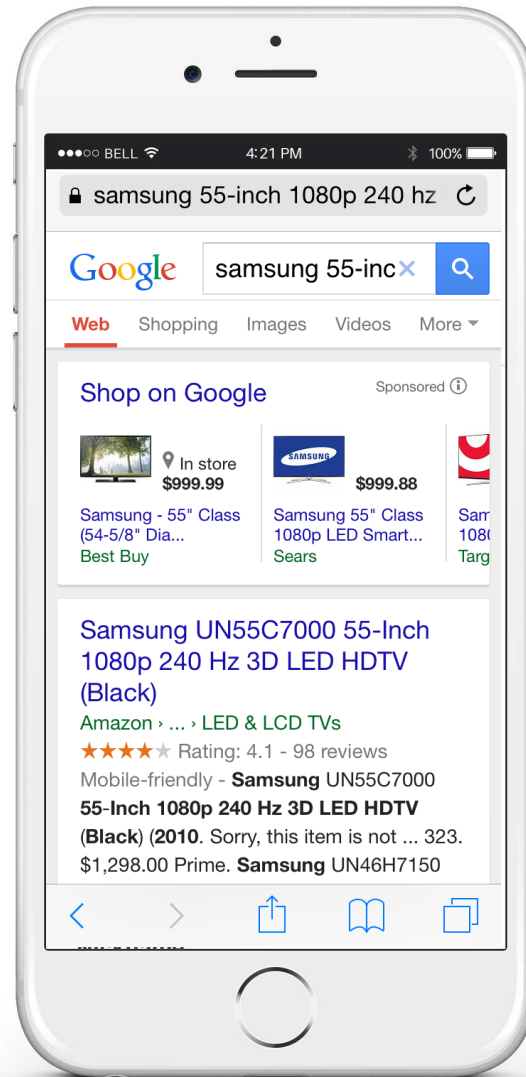 BELL 4:21 PM 100%
samsung 55-inch 1080p 240 hz
Google samsung 55-inc
Web Shopping Images Videos More
Shop on Google Sponsored
SAMSUNG
In store
$999.99
Samsung - 55" Class
(54-5/8" Dia...
Best Buy
$999.88
Samsung 55" Class
1080p LED Smart...
Sears
Sam
108
Targ
Samsung UN55C7000 55-Inch
1080p 240 Hz 3D LED HDTV
(Black)
Amazon › ... › LED & LCD TVs
Rating: 4.1 - 98 reviews
Mobile-friendly - Samsung UN55C7000
55-Inch 1080p 240 Hz 3D LED HDTV
(Black) (2010. Sorry, this item is not ... 323.
$1,298.00 Prime. Samsung UN46H7150